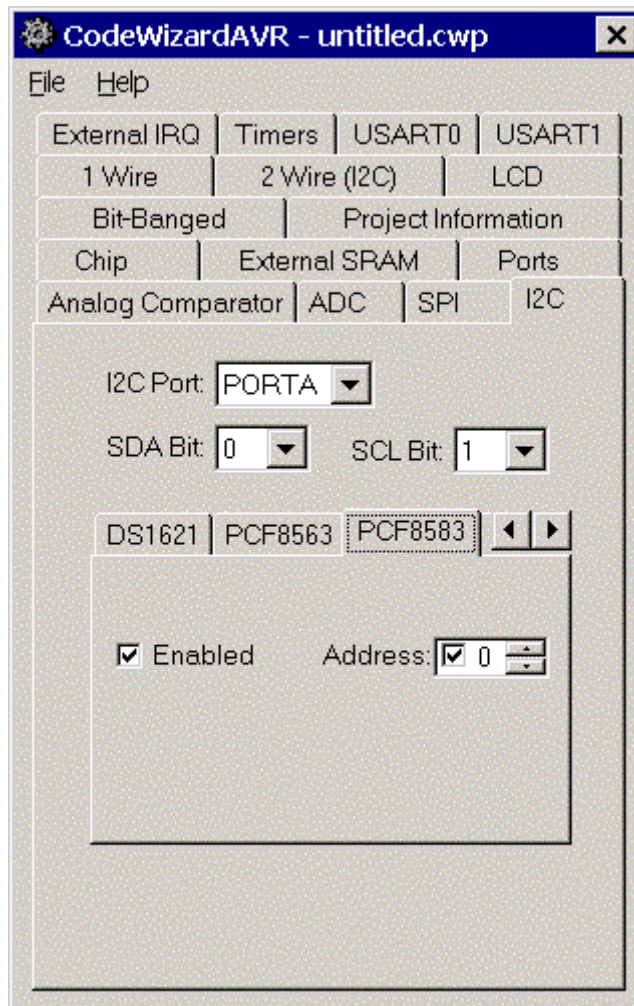 CodeWizardAVR - untitled.cwp
File Help
External IRQ Timers USART0 USART1
1 Wire 2 Wire (I2C) LCD
Bit-Banged Project Information
Chip External SRAM Ports
Analog Comparator ADC SPI I2C
I2C Port: PORTA
SDA Bit: 0 SCL Bit: 1
DS1621 PCF8563 PCF8583
Enabled Address: 0